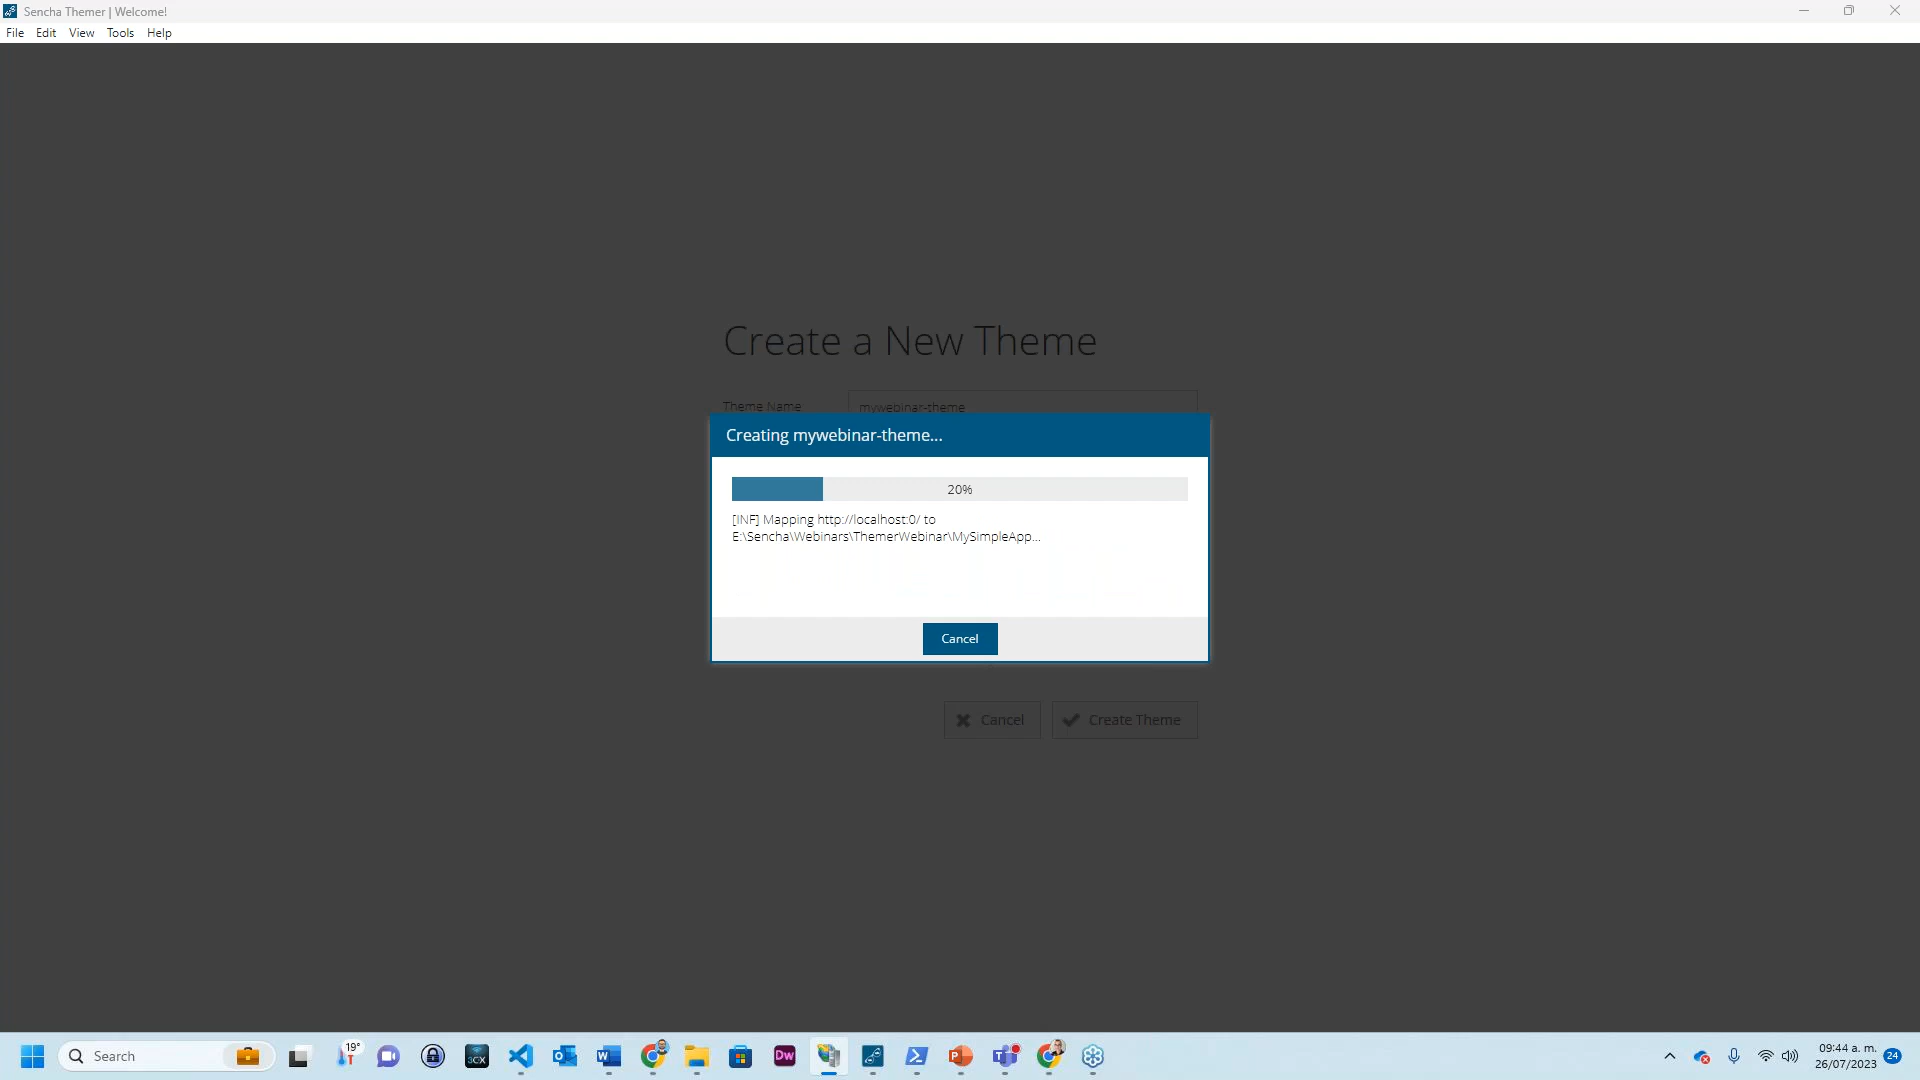 Sencha Themer | Welcome!
File Edit View Tools Help
Create a New Theme
Theme Name mywebinar-theme
Creating mywebinar-theme...
20%
[INF] Mapping http://localhost:0/ to
E:\Sencha\Webinars\ThemerWebinar\MySimpleApp...
Cancel
Cancel Create Theme
Search
19°
3CX
Dw
09:44 a. m.
26/07/2023
24